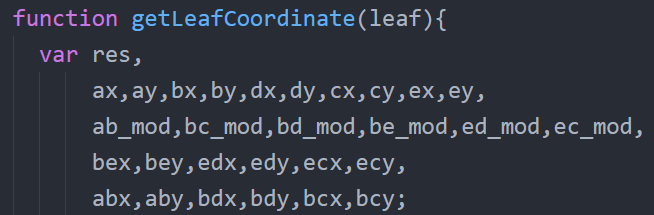 function getLeafCoordinate(leaf){
var res,
ax,ay,bx,by,dx,dy,cx,cy,ex,ey,
ab_mod,bc_mod,bd_mod,be_mod,ed_mod,ec_mod,
bex,bey,edx,edy,ecx,ecy,
abx,aby,bdx,bdy,bcx,bcy;